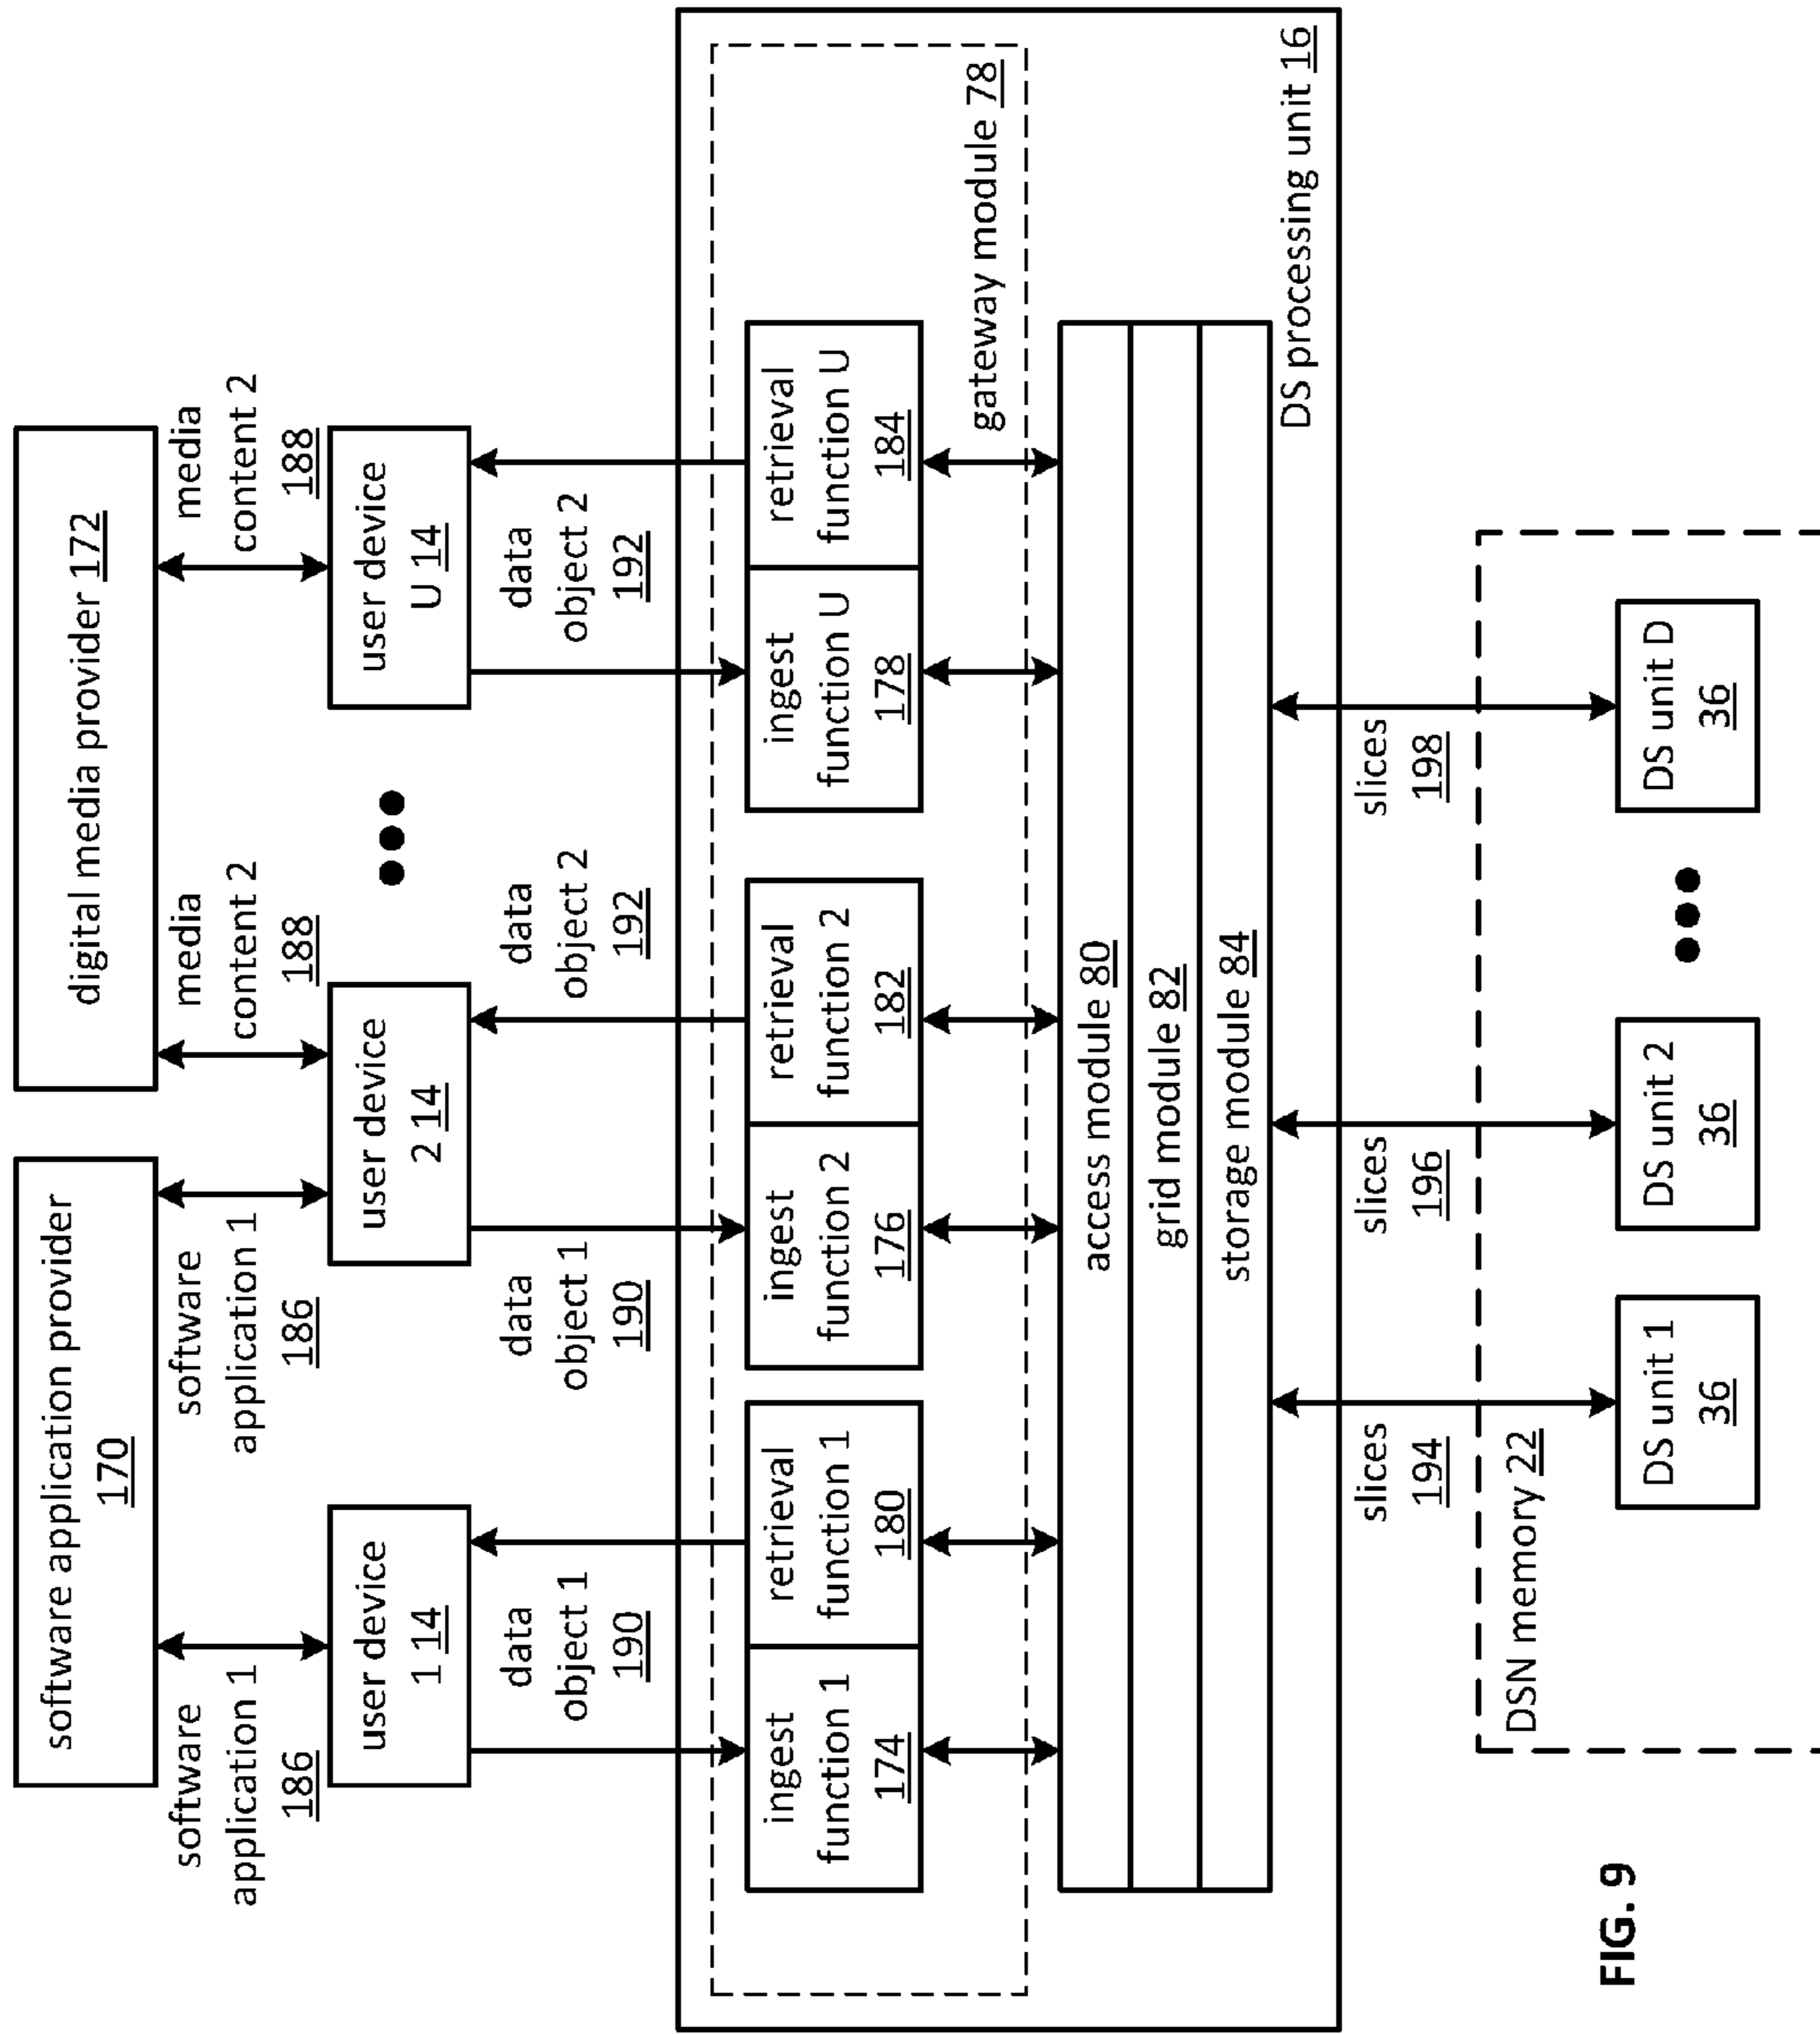 software application provider
170
digital media provider 172
software
application 1
186
software
application 1
186
media
content 2
188
media
content 2
188
user device
1 14
user device
2 14
user device
U 14
data
object 1
190
data
object 1
190
data
object 2
192
data
object 2
192
ingest
function 1
174
retrieval
function 1
180
ingest
function 2
176
retrieval
function 2
182
ingest
function U
178
retrieval
function U
184
gateway module 78
access module 80
grid module 82
storage module 84
DS processing unit 16
slices
194
slices
196
slices
198
DSN memory 22
DS unit 1
36
DS unit 2
36
DS unit D
36
FIG. 9